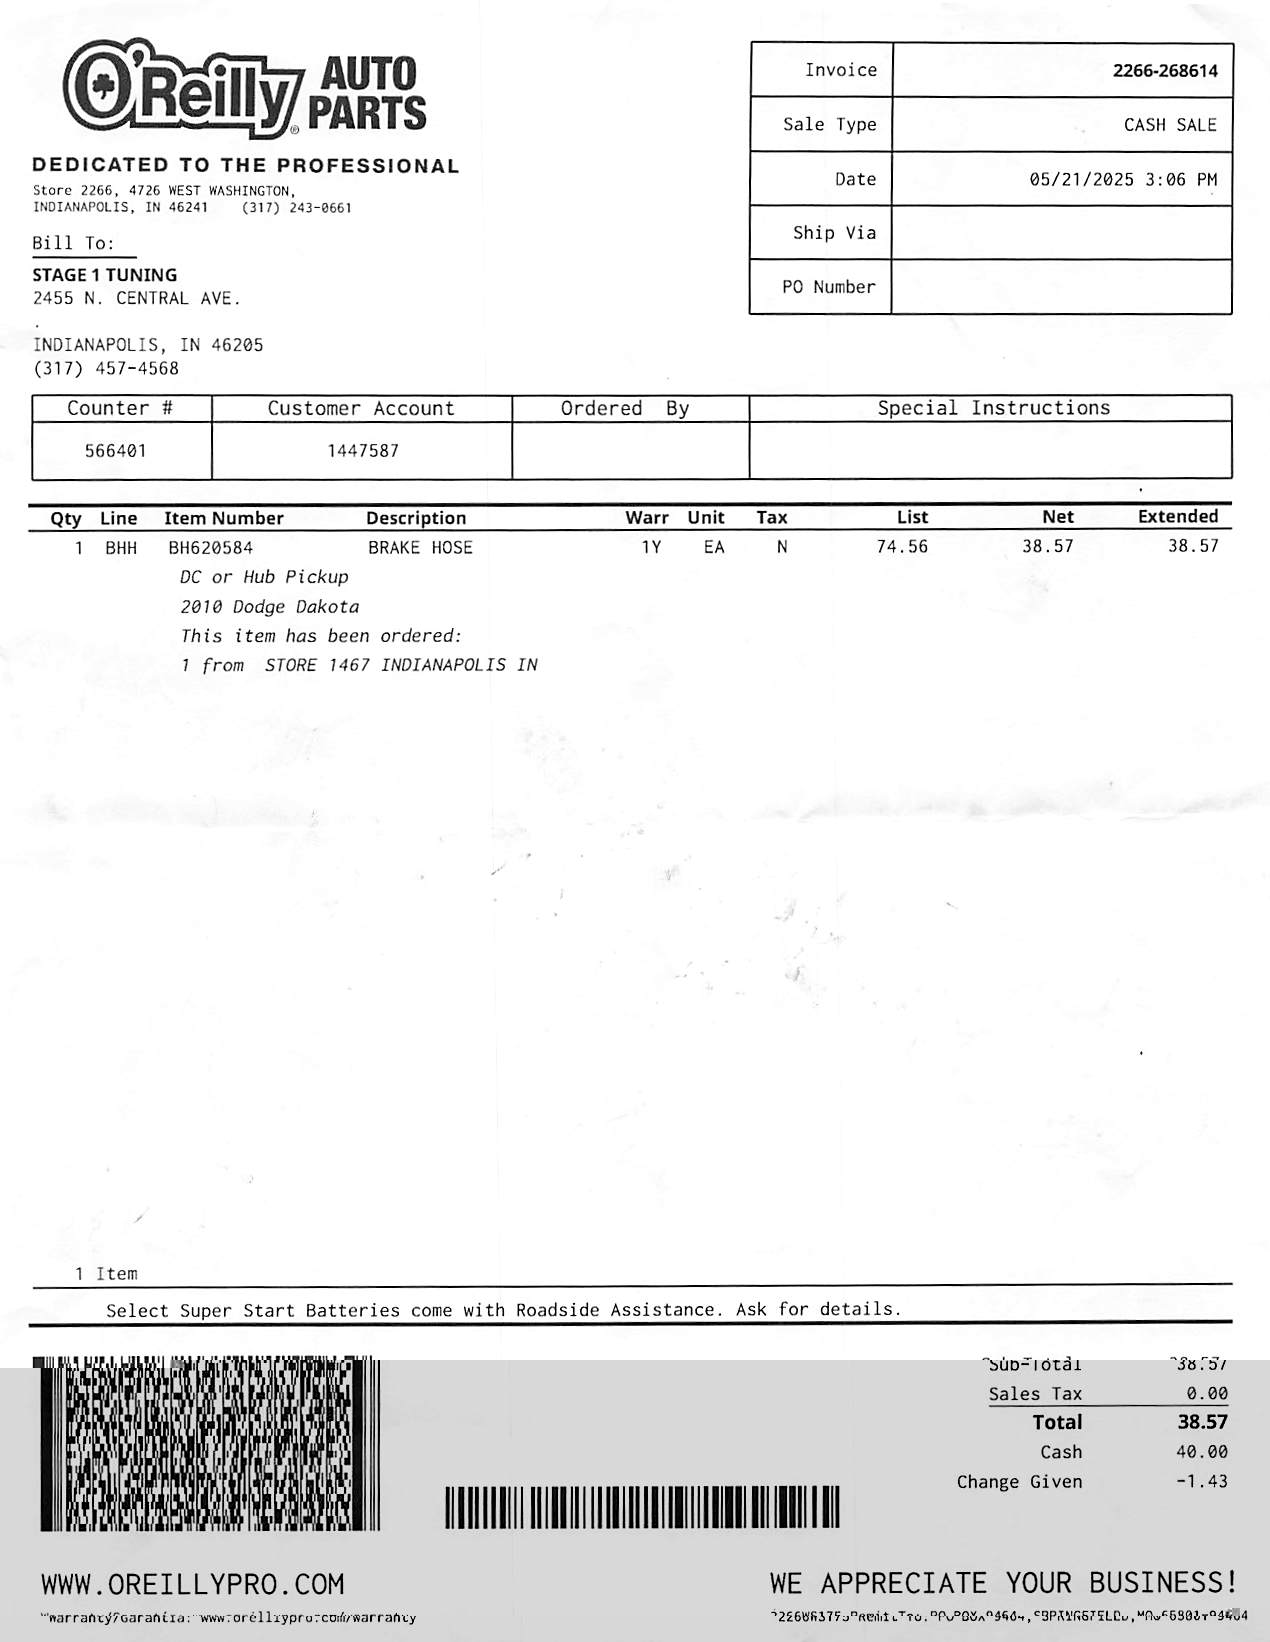 O'Reilly AUTO PARTS
DEDICATED TO THE PROFESSIONAL
Store 2266, 4726 WEST WASHINGTON,
INDIANAPOLIS, IN 46241 (317) 243-0661
Invoice 2266-268614
Sale Type CASH SALE
Date 05/21/2025 3:06 PM
Ship Via
PO Number
Bill To:
STAGE 1 TUNING
2455 N. CENTRAL AVE.
.
INDIANAPOLIS, IN 46205
(317) 457-4568
Counter # Customer Account Ordered By Special Instructions
566401 1447587
Qty Line Item Number Description Warr Unit Tax List Net Extended
1 BHH BH620584 BRAKE HOSE 1Y EA N 74.56 38.57 38.57
DC or Hub Pickup
2010 Dodge Dakota
This item has been ordered:
1 from STORE 1467 INDIANAPOLIS IN
1 Item
Select Super Start Batteries come with Roadside Assistance. Ask for details.
Sub-Total 38.57
Sales Tax 0.00
Total 38.57
Cash 40.00
Change Given -1.43
WWW.OREILLYPRO.COM
WE APPRECIATE YOUR BUSINESS!
Warranty/Garantia: www.oreillypro.com/warranty